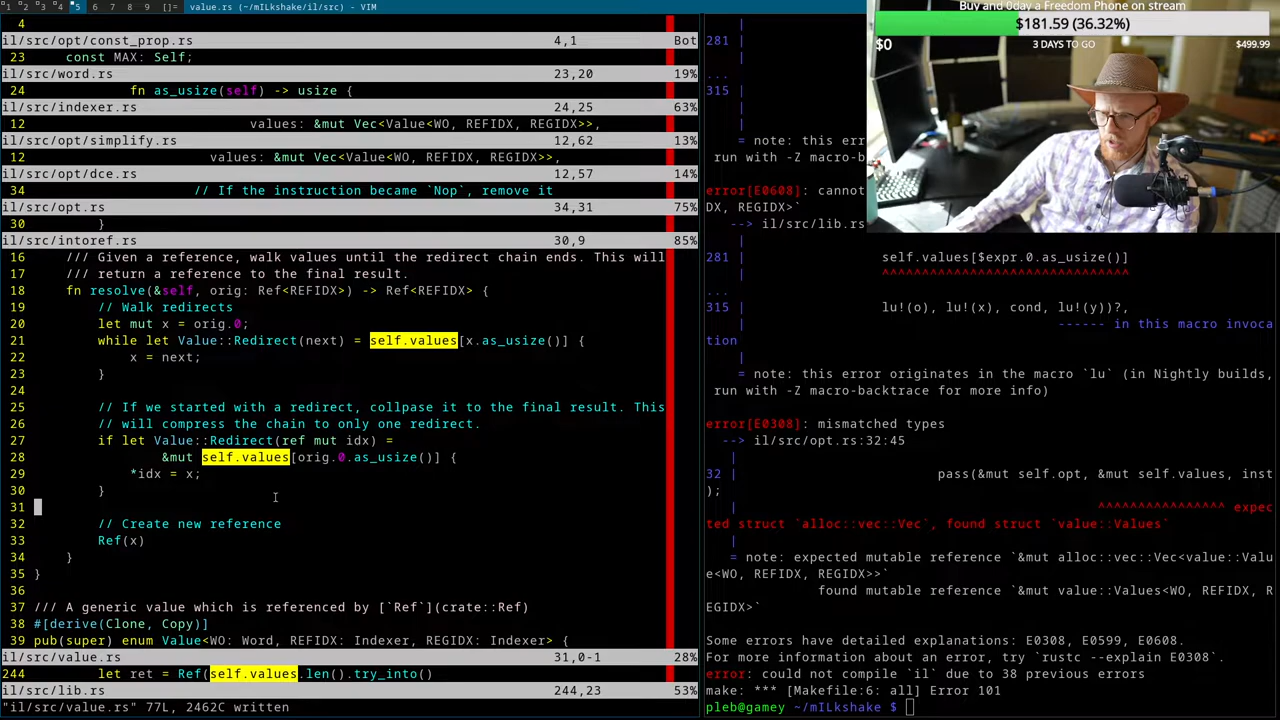 1 2 3 4 5 6 7 8 9 []= value.rs (~/mILkshake/il/src) - VIM
4
il/src/opt/const_prop.rs 4,1 Bot
23 const MAX: Self;
il/src/word.rs 23,20 19%
24 fn as_usize(self) -> usize {
il/src/indexer.rs 24,25 63%
12 values: &mut Vec<Value<WO, REFIDX, REGIDX>>,
il/src/opt/simplify.rs 12,62 13%
12 values: &mut Vec<Value<WO, REFIDX, REGIDX>>,
il/src/opt/dce.rs 12,57 14%
34 // If the instruction became `Nop`, remove it
il/src/opt.rs 34,31 75%
30 }
il/src/intoref.rs 30,9 85%
16 /// Given a reference, walk values until the redirect chain ends. This will
17 /// return a reference to the final result.
18 fn resolve(&self, orig: Ref<REFIDX>) -> Ref<REFIDX> {
19 // Walk redirects
20 let mut x = orig.0;
21 while let Value::Redirect(next) = self.values[x.as_usize()] {
22 x = next;
23 }
24
25 // If we started with a redirect, collpase it to the final result. This
26 // will compress the chain to only one redirect.
27 if let Value::Redirect(ref mut idx) =
28 &mut self.values[orig.0.as_usize()] {
29 *idx = x;
30 }
31
32 // Create new reference
33 Ref(x)
34 }
35 }
36
37 /// A generic value which is referenced by [`Ref`](crate::Ref)
38 #[derive(Clone, Copy)]
39 pub(super) enum Value<WO: Word, REFIDX: Indexer, REGIDX: Indexer> {
il/src/value.rs 31,0-1 28%
244 let ret = Ref(self.values.len().try_into()
il/src/lib.rs 244,23 53%
"il/src/value.rs" 77L, 2462C written
281 |
...
315 |
|
= note: this erro
run with -Z macro-b
error[E0608]: cannot
DX, REGIDX>`
--> il/src/lib.rs
|
281 | self.values[$expr.0.as_usize()]
| ^^^^^^^^^^^^^^^^^^^^^^^^^^^^^^^
...
315 | lu!(o), lu!(x), cond, lu!(y))?,
| ------ in this macro invoca
tion
|
= note: this error originates in the macro `lu` (in Nightly builds,
run with -Z macro-backtrace for more info)
error[E0308]: mismatched types
--> il/src/opt.rs:32:45
|
32 | pass(&mut self.opt, &mut self.values, inst
);
| ^^^^^^^^^^^^^^^^ expec
ted struct `alloc::vec::Vec`, found struct `value::Values`
|
= note: expected mutable reference `&mut alloc::vec::Vec<value::Valu
e<WO, REFIDX, REGIDX>>`
found mutable reference `&mut value::Values<WO, REFIDX, R
EGIDX>`
Some errors have detailed explanations: E0308, E0599, E0608.
For more information about an error, try `rustc --explain E0308`.
error: could not compile `il` due to 38 previous errors
make: *** [Makefile:6: all] Error 101
pleb@gamey ~/mILkshake $
Buy and 0day a Freedom Phone on stream
$181.59 (36.32%)
$0 3 DAYS TO GO $499.99